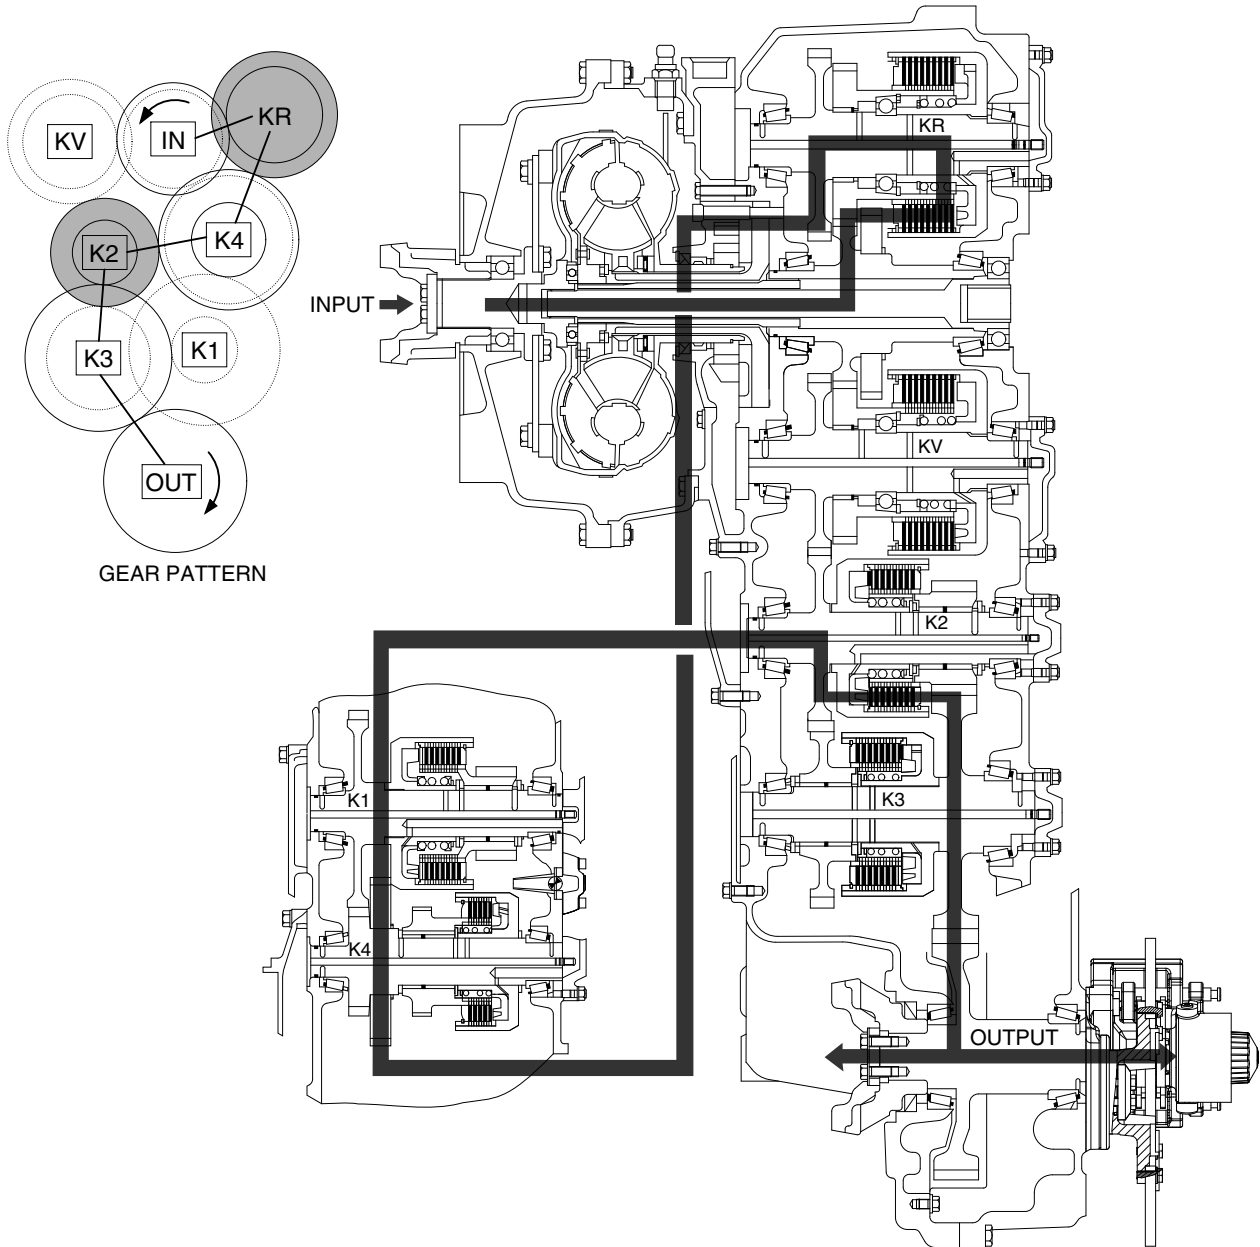 KV
IN
KR
K2
K4
K3
K1
OUT
GEAR PATTERN
INPUT
KR
KV
K2
K3
K1
K4
OUTPUT